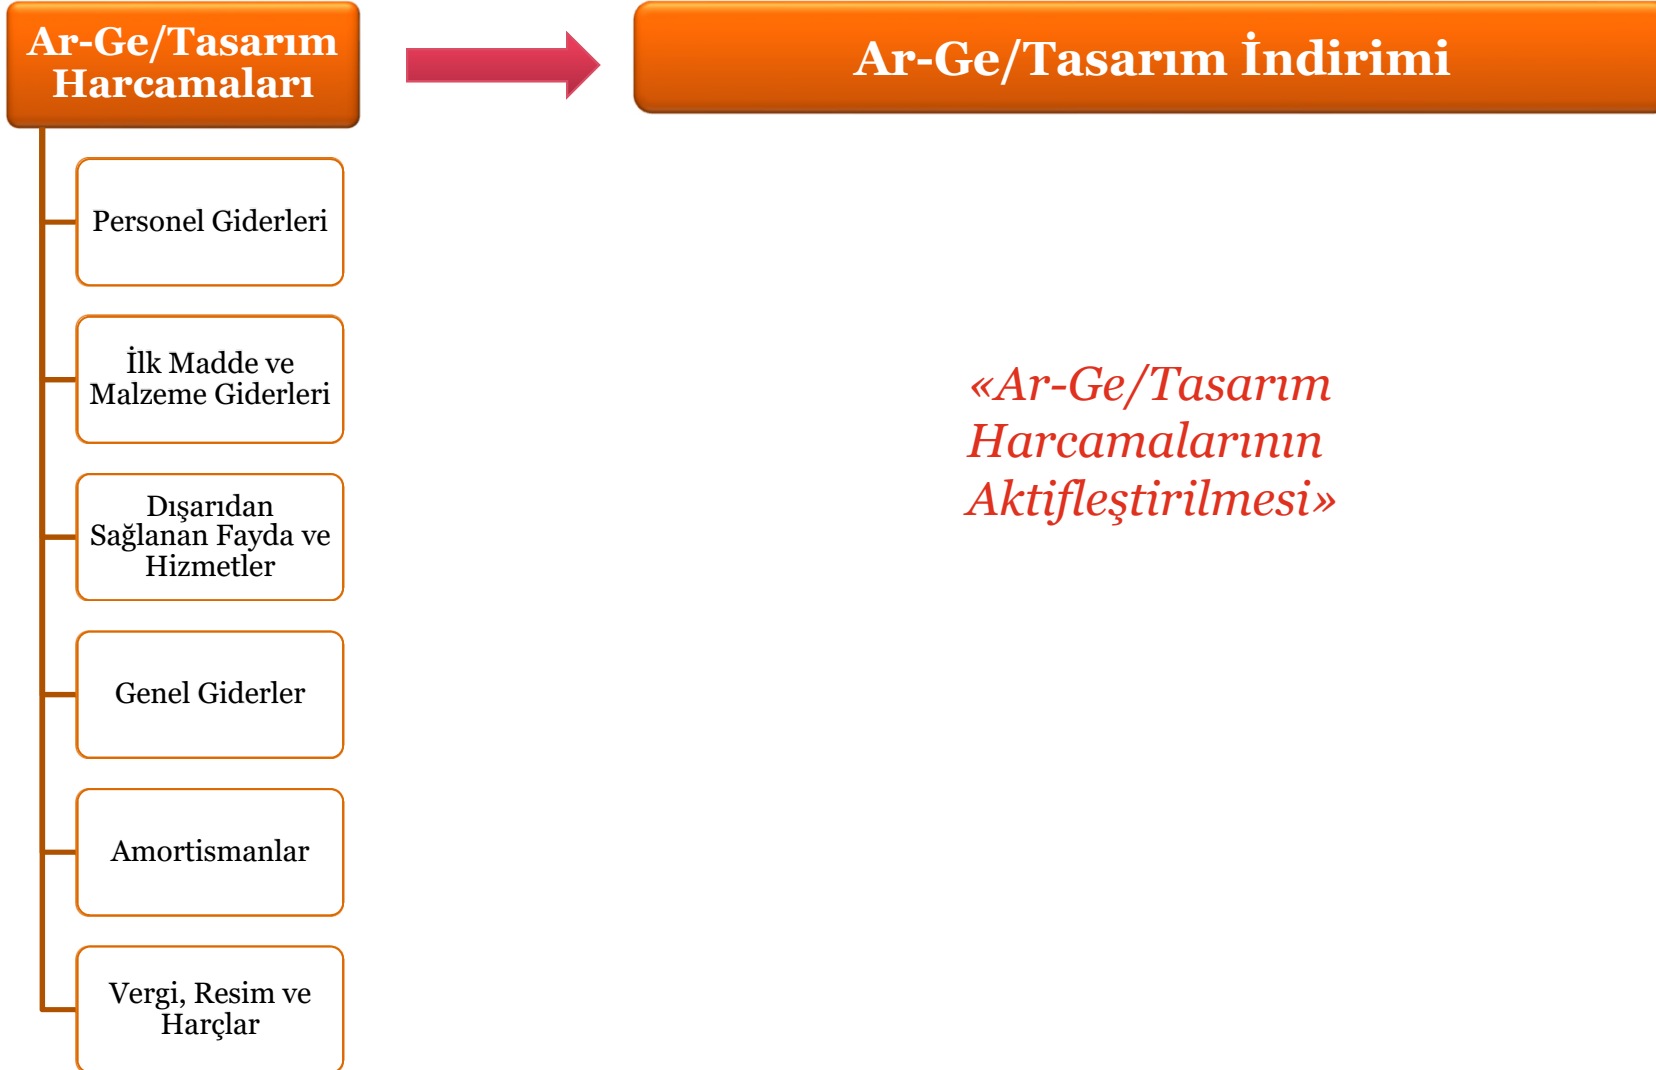 Ar-Ge/Tasarım
Harcamaları
Ar-Ge/Tasarım İndirimi
Personel Giderleri
İlk Madde ve
Malzeme Giderleri
Dışarıdan
Sağlanan Fayda ve
Hizmetler
Genel Giderler
Amortismanlar
Vergi, Resim ve
Harçlar
«Ar-Ge/Tasarım
Harcamalarının
Aktifleştirilmesi»